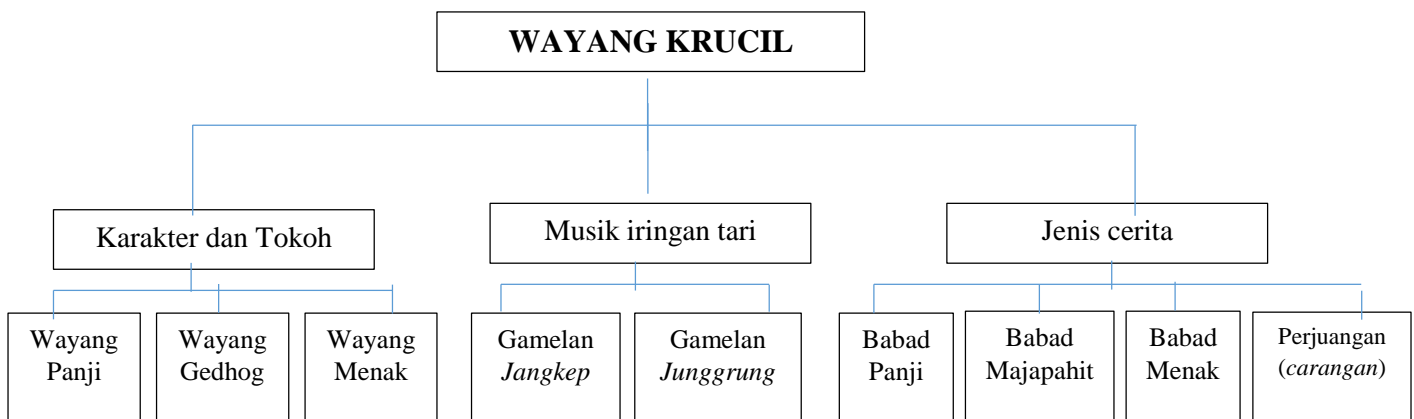 WAYANG KRUCIL
Karakter dan Tokoh
Musik iringan tari
Jenis cerita
Wayang
Panji
Wayang
Gedhog
Wayang
Menak
Gamelan
Jangkep
Gamelan
Junggrung
Babad
Panji
Babad
Majapahit
Babad
Menak
Perjuangan
(carangan)